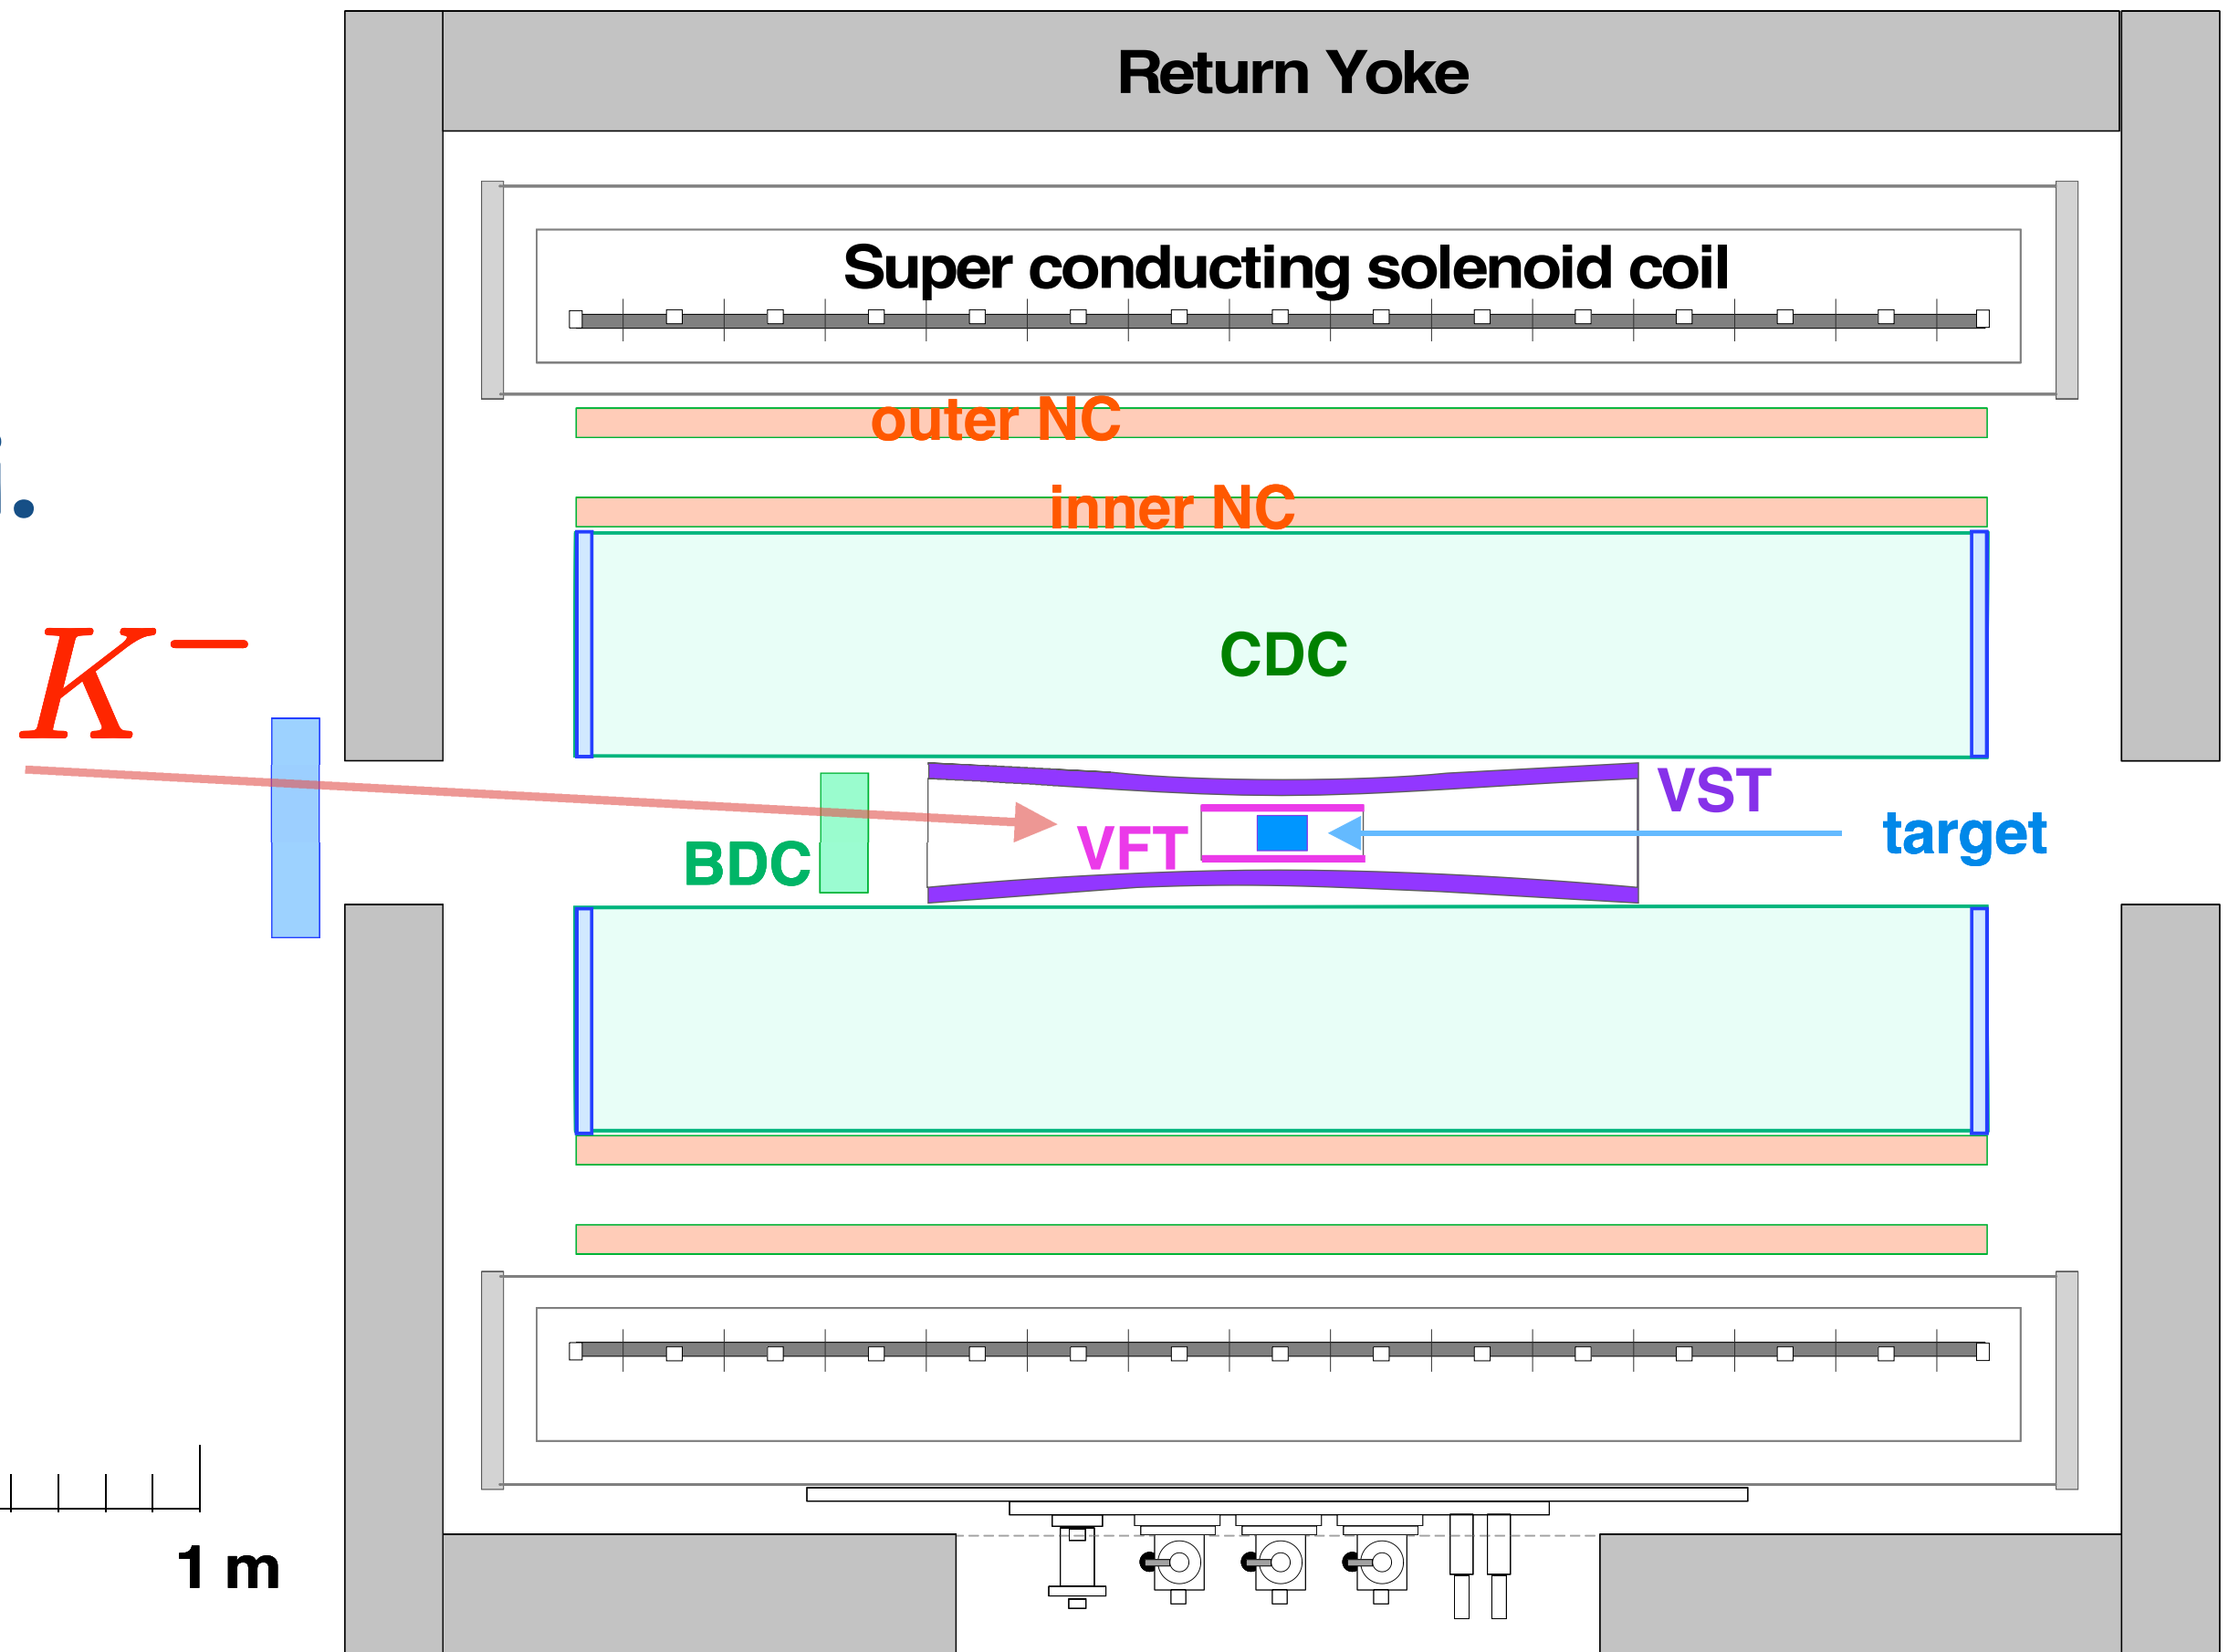 Return Yoke
Super conducting solenoid coil
outer NC
inner NC
CDC
K⁻
VST
target
VFT
BDC
1 m